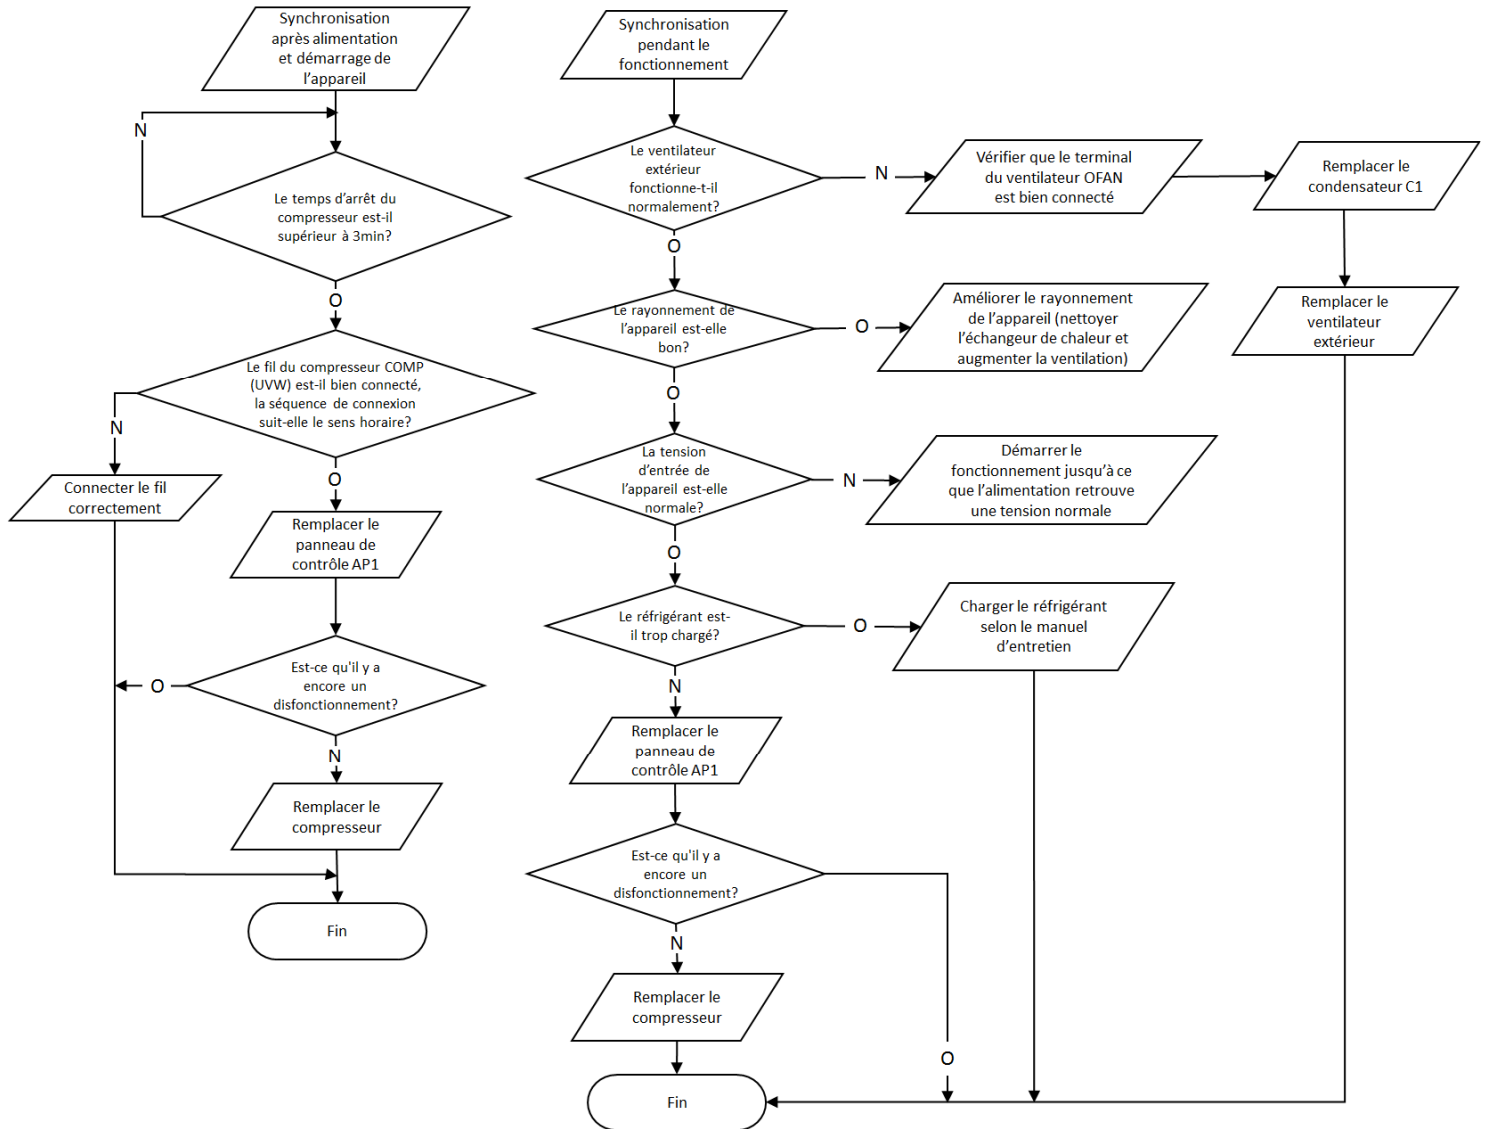 Synchronisation
après alimentation
et démarrage de
l'appareil
N
Le temps d'arrêt du
compresseur est-il
supérieur à 3min?
O
Le fil du compresseur COMP
(UVW) est-il bien connecté,
la séquence de connexion
suit-elle le sens horaire?
N
O
Connecter le fil
correctement
Remplacer le
panneau de
contrôle AP1
Est-ce qu'il y a
encore un
disfonctionnement?
O
N
Remplacer le
compresseur
Fin
Synchronisation
pendant le
fonctionnement
Le ventilateur
extérieur
fonctionne-t-il
normalement?
N
Vérifier que le terminal
du ventilateur OFAN
est bien connecté
Remplacer le
condensateur C1
Remplacer le
ventilateur
extérieur
O
Le rayonnement de
l'appareil est-elle
bon?
O
Améliorer le rayonnement
de l'appareil (nettoyer
l'échangeur de chaleur et
augmenter la ventilation)
O
La tension
d'entrée de
l'appareil est-elle
normale?
N
Démarrer le
fonctionnement jusqu'à ce
que l'alimentation retrouve
une tension normale
O
Le réfrigérant est-
il trop chargé?
O
Charger le réfrigérant
selon le manuel
d'entretien
N
Remplacer le
panneau de
contrôle AP1
Est-ce qu'il y a
encore un
disfonctionnement?
N
O
Remplacer le
compresseur
Fin